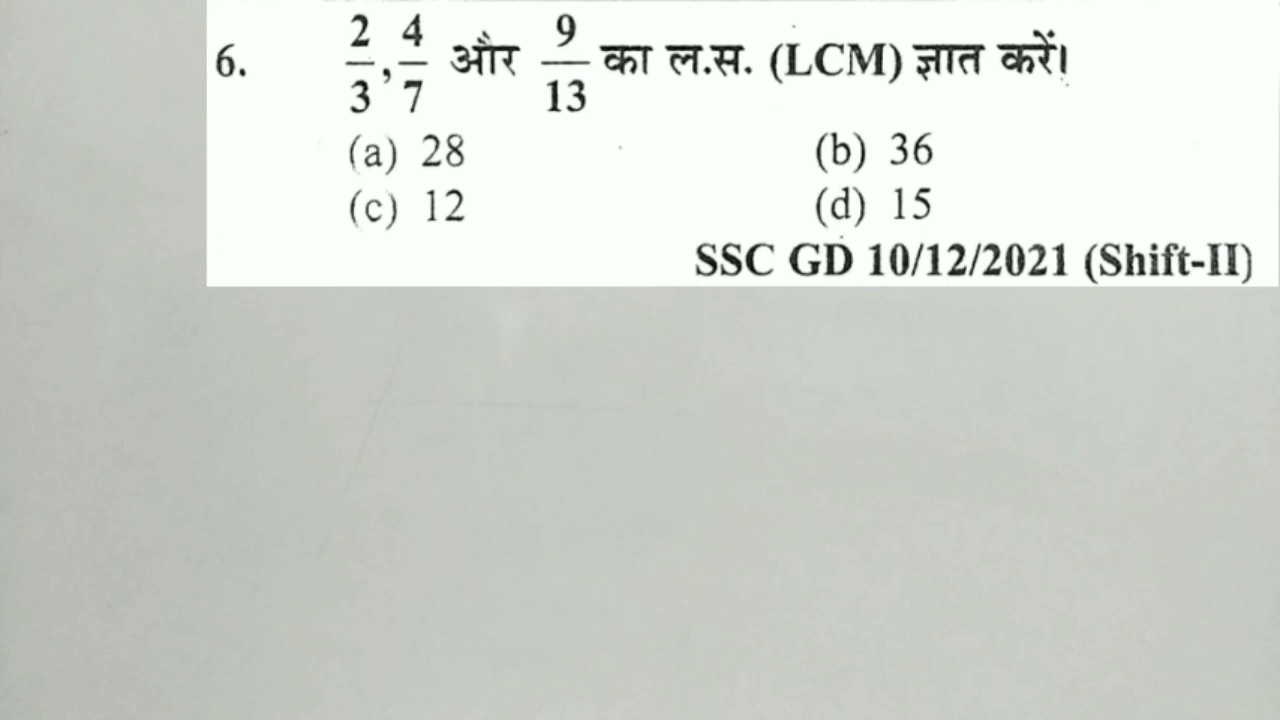 6. 2/3, 4/7 और 9/13 का ल.स. (LCM) ज्ञात करें।
(a) 28 (b) 36
(c) 12 (d) 15
SSC GD 10/12/2021 (Shift-II)